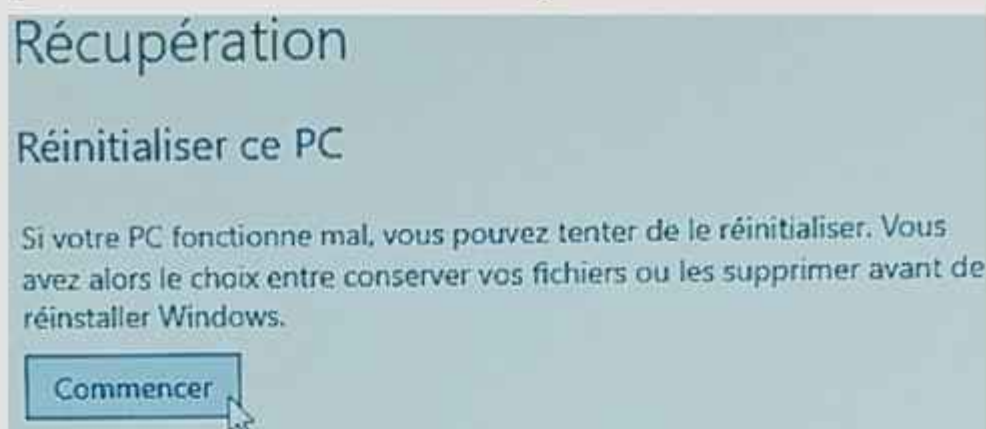 Récupération
Réinitialiser ce PC
Si votre PC fonctionne mal, vous pouvez tenter de le réinitialiser. Vous
avez alors le choix entre conserver vos fichiers ou les supprimer avant de
réinstaller Windows.
Commencer